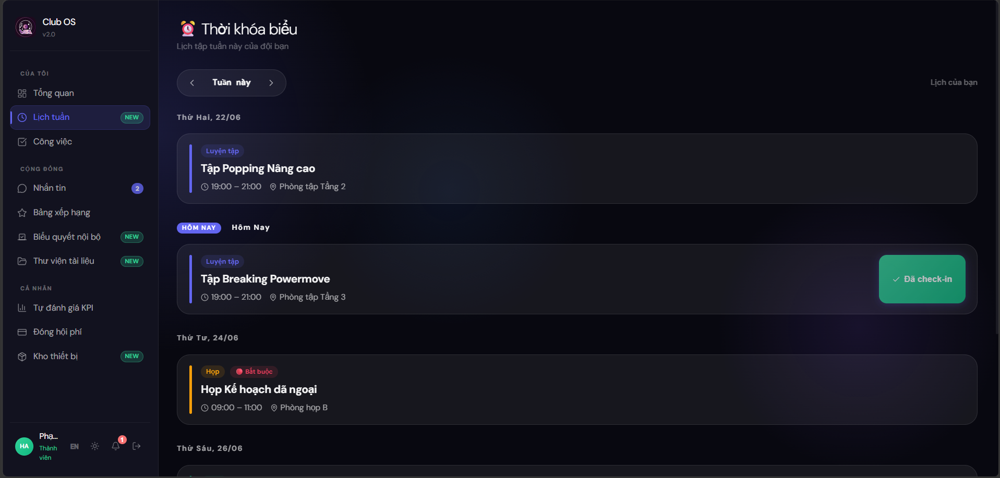 Club OS
v2.0
CỦA TÔI
Tổng quan
Lịch tuần NEW
Công việc
CỘNG ĐỒNG
Nhắn tin 2
Bảng xếp hạng
Biểu quyết nội bộ NEW
Thư viện tài liệu NEW
CÁ NHÂN
Tự đánh giá KPI
Đóng hội phí
Kho thiết bị NEW
HA
Phạ...
Thành
viên
EN
1
Thời khóa biểu
Lịch tập tuần này của đội bạn
Tuần này
Lịch của bạn
Thứ Hai, 22/06
Luyện tập
Tập Popping Nâng cao
19:00 – 21:00 Phòng tập Tầng 2
HÔM NAY Hôm Nay
Luyện tập
Tập Breaking Powermove
19:00 – 21:00 Phòng tập Tầng 3
Đã check-in
Thứ Tư, 24/06
Họp Bắt buộc
Họp Kế hoạch dã ngoại
09:00 – 11:00 Phòng họp B
Thứ Sáu, 26/06